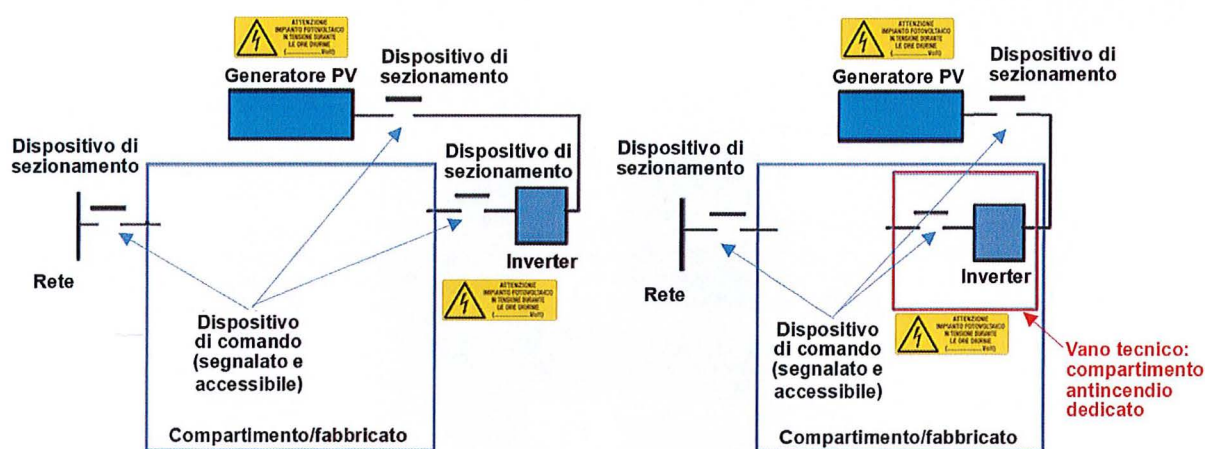 ATTENZIONE
IMPIANTO FOTOVOLTAICO
IN TENSIONE DURANTE
LE ORE DIURNE
(................Volt)
Generatore PV
Dispositivo di
sezionamento
Dispositivo di
sezionamento
Dispositivo di
sezionamento
Rete
Inverter
ATTENZIONE
IMPIANTO FOTOVOLTAICO
IN TENSIONE DURANTE
LE ORE DIURNE
(................Volt)
Dispositivo
di comando
(segnalato e
accessibile)
Compartimento/fabbricato
ATTENZIONE
IMPIANTO FOTOVOLTAICO
IN TENSIONE DURANTE
LE ORE DIURNE
(................Volt)
Generatore PV
Dispositivo di
sezionamento
Dispositivo di
sezionamento
Rete
Inverter
ATTENZIONE
IMPIANTO FOTOVOLTAICO
IN TENSIONE DURANTE
LE ORE DIURNE
(................Volt)
Dispositivo
di comando
(segnalato e
accessibile)
Vano tecnico:
compartimento
antincendio
dedicato
Compartimento/fabbricato